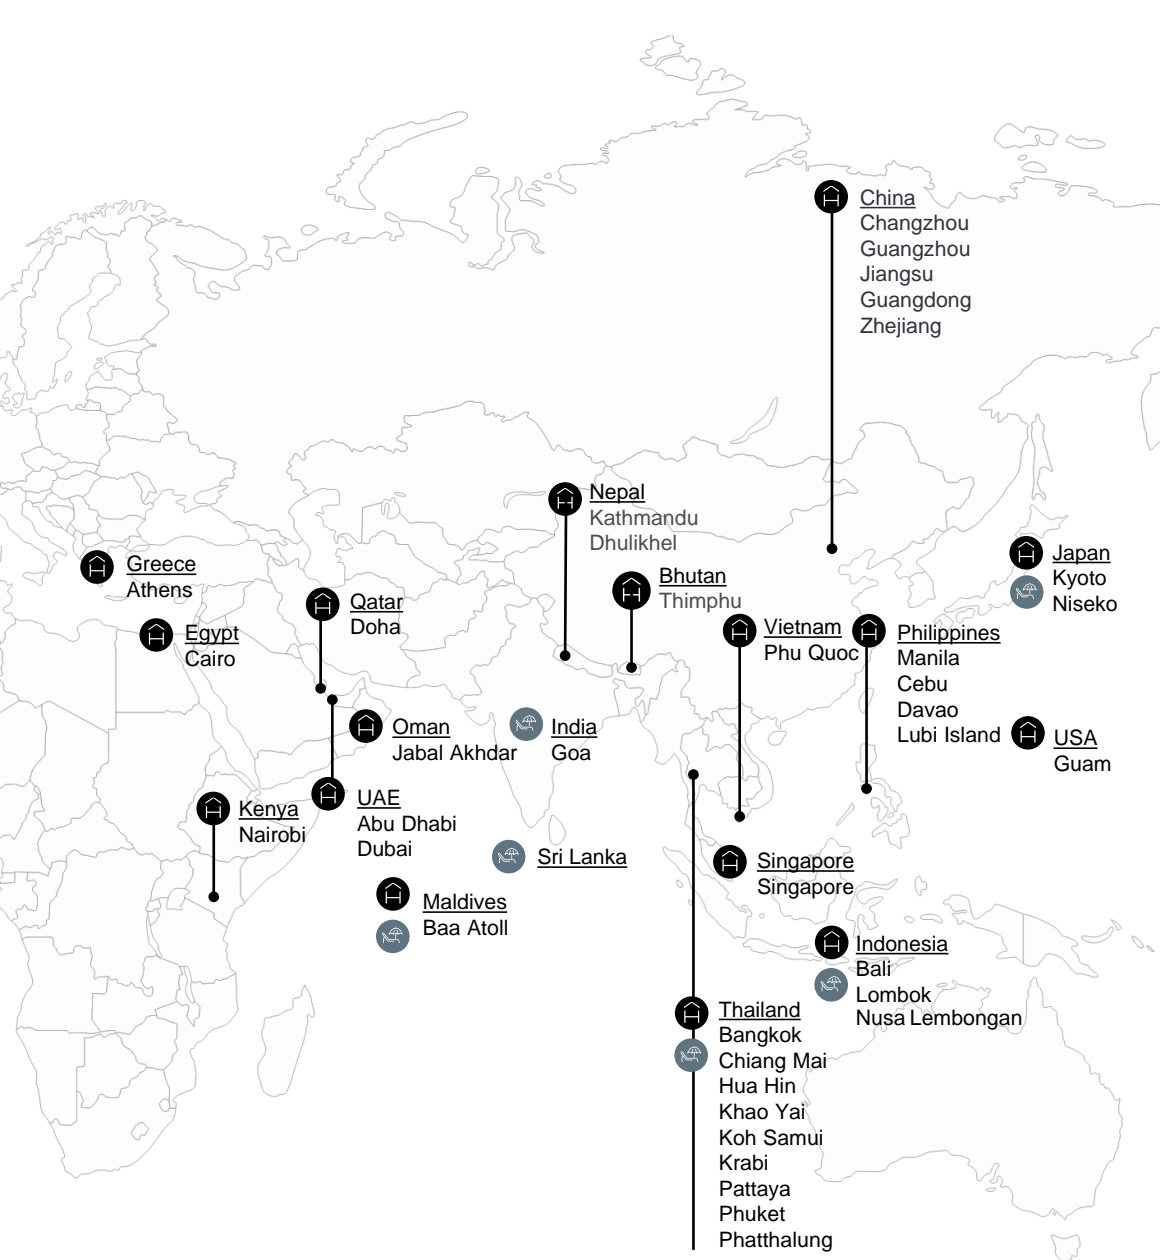 China
Changzhou
Guangzhou
Jiangsu
Guangdong
Zhejiang
Nepal
Kathmandu
Dhulikhel
Greece
Athens
Bhutan
Thimphu
Japan
Kyoto
Niseko
Qatar
Doha
Egypt
Cairo
Vietnam
Phu Quoc
Philippines
Manila
Cebu
Davao
Lubi Island
Oman
Jabal Akhdar
India
Goa
USA
Guam
Kenya
Nairobi
UAE
Abu Dhabi
Dubai
Sri Lanka
Singapore
Singapore
Maldives
Baa Atoll
Indonesia
Bali
Lombok
Nusa Lembongan
Thailand
Bangkok
Chiang Mai
Hua Hin
Khao Yai
Koh Samui
Krabi
Pattaya
Phuket
Phatthalung